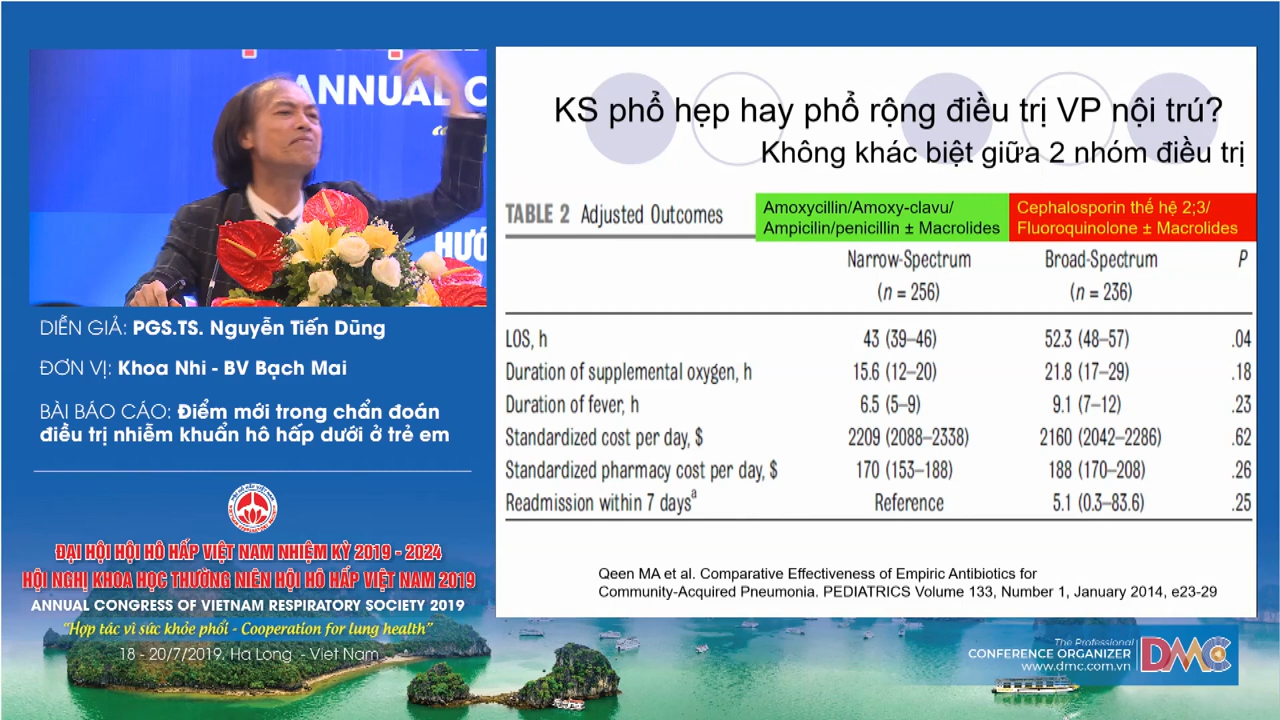 ANNUAL C
HƯỚ
DIỄN GIẢ: PGS.TS. Nguyễn Tiến Dũng
ĐƠN VỊ: Khoa Nhi - BV Bạch Mai
BÀI BÁO CÁO: Điểm mới trong chẩn đoán
điều trị nhiễm khuẩn hô hấp dưới ở trẻ em
ĐẠI HỘI HỘI HÔ HẤP VIỆT NAM NHIỆM KỲ 2019 - 2024
HỘI NGHỊ KHOA HỌC THƯỜNG NIÊN HỘI HÔ HẤP VIỆT NAM 2019
ANNUAL CONGRESS OF VIETNAM RESPIRATORY SOCIETY 2019
"Hợp tác vì sức khỏe phổi - Cooperation for lung health"
18 - 20/7/2019. Ha Long - Viet Nam
KS phổ hẹp hay phổ rộng điều trị VP nội trú?
Không khác biệt giữa 2 nhóm điều trị
TABLE 2 Adjusted Outcomes
Amoxycillin/Amoxy-clavu/
Ampicilin/penicillin ± Macrolides
Cephalosporin thế hệ 2;3/
Fluoroquinolone ± Macrolides
Narrow-Spectrum Broad-Spectrum P
(n = 256) (n = 236)
LOS, h 43 (39–46) 52.3 (48–57) .04
Duration of supplemental oxygen, h 15.6 (12–20) 21.8 (17–29) .18
Duration of fever, h 6.5 (5–9) 9.1 (7–12) .23
Standardized cost per day, $ 2209 (2088–2338) 2160 (2042–2286) .62
Standardized pharmacy cost per day, $ 170 (153–188) 188 (170–208) .26
Readmission within 7 daysᵃ Reference 5.1 (0.3–83.6) .25
Qeen MA et al. Comparative Effectiveness of Empiric Antibiotics for
Community-Acquired Pneumonia. PEDIATRICS Volume 133, Number 1, January 2014, e23-29
The Professional
CONFERENCE ORGANIZER
www.dmc.com.vn
DMC